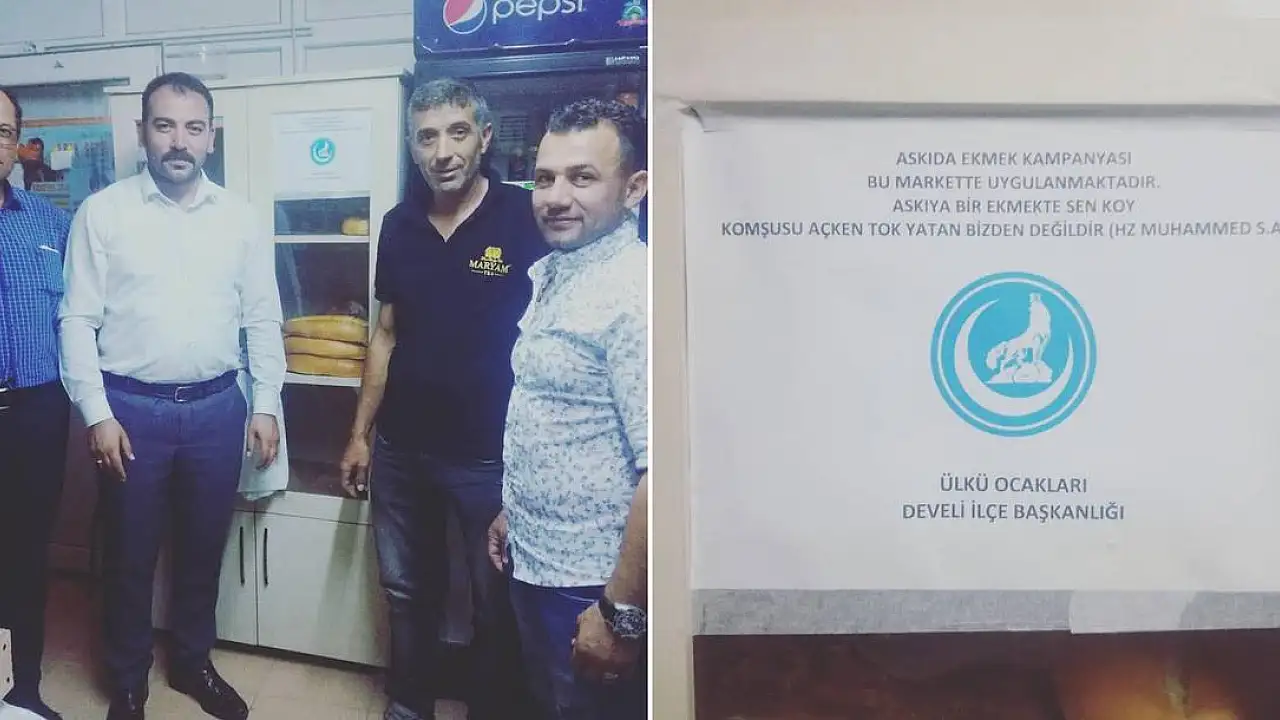 pepsi
MARYAM
TEA
ASKIDA EKMEK KAMPANYASI
BU MARKETTE UYGULANMAKTADIR.
ASKIYA BİR EKMEKTE SEN KOY
KOMŞUSU AÇKEN TOK YATAN BİZDEN DEĞİLDİR (HZ MUHAMMED S.A
ÜLKÜ OCAKLARI
DEVELİ İLÇE BAŞKANLIĞI